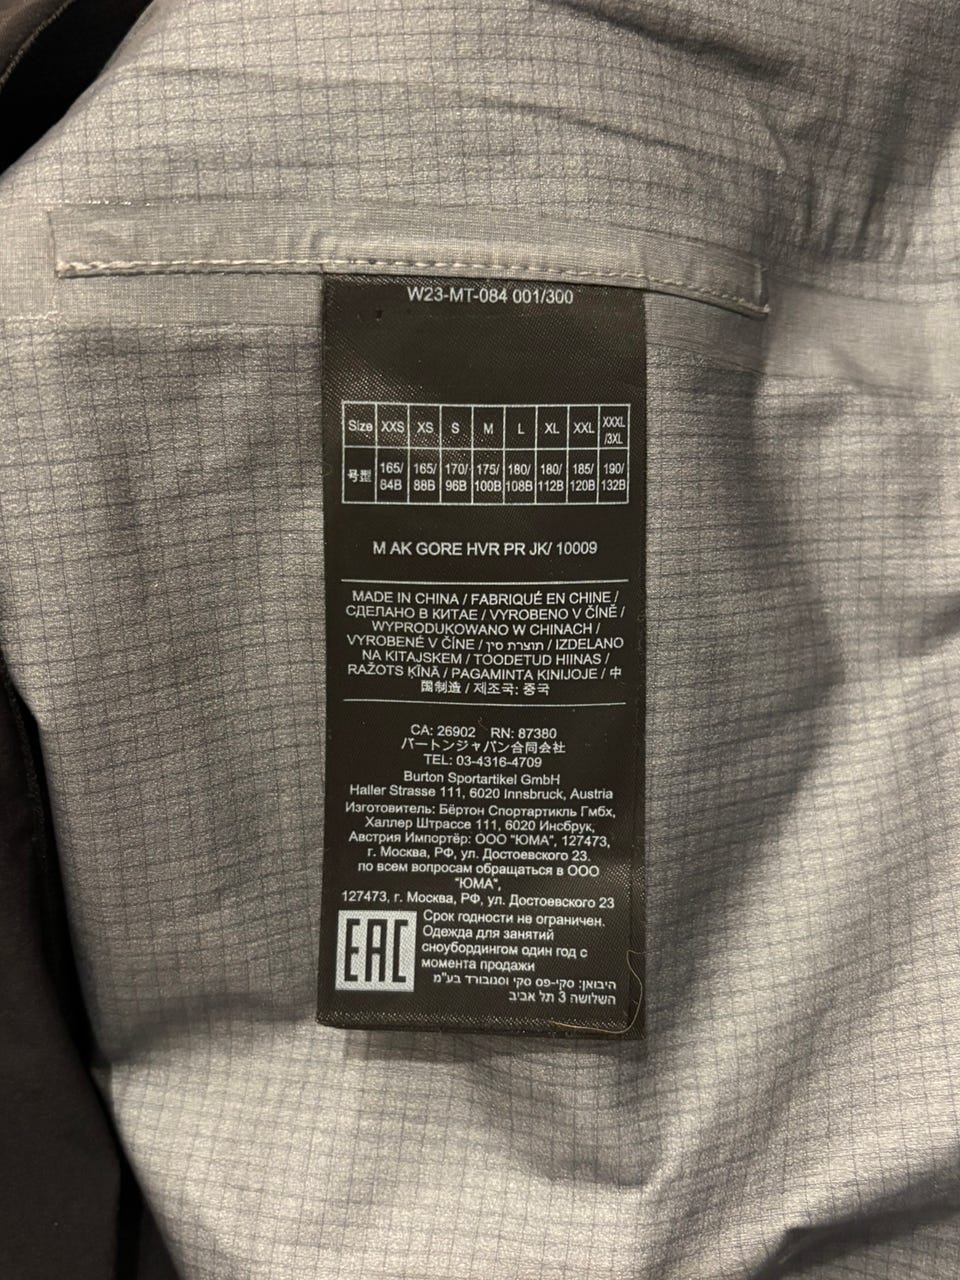 W23-MT-084 001/300
Size XXS XS S M L XL XXL XXXL/3XL
号型 165/84B 165/88B 170/96B 175/100B 180/108B 180/112B 185/120B 190/132B
M AK GORE HVR PR JK/ 10009
MADE IN CHINA / FABRIQUÉ EN CHINE /
СДЕЛАНО В КИТАЕ / VYROBENO V ČÍNĚ /
WYPRODUKOWANO W CHINACH /
VYROBENÉ V ČÍNE / תוצרת סין / IZDELANO
NA KITAJSKEM / TOODETUD HIINAS /
RAŽOTS ĶĪNĀ / PAGAMINTA KINIJOJE / 中
国制造 / 제조국: 중국
CA: 26902 RN: 87380
バートンジャパン合同会社
TEL: 03-4316-4709
Burton Sportartikel GmbH
Haller Strasse 111, 6020 Innsbruck, Austria
Изготовитель: Бёртон Спортартикль Гмбх,
Халлер Штрассе 111, 6020 Инсбрук,
Австрия Импортёр: ООО "ЮМА", 127473,
г. Москва, РФ, ул. Достоевского 23.
по всем вопросам обращаться в ООО
"ЮМА",
127473, г. Москва, РФ, ул. Достоевского 23
EAC
Срок годности не ограничен.
Одежда для занятий
сноубордингом один год с
момента продажи
היבואן: סקי-פס סקי וסנובורד בע"מ
השלושה 3 תל אביב